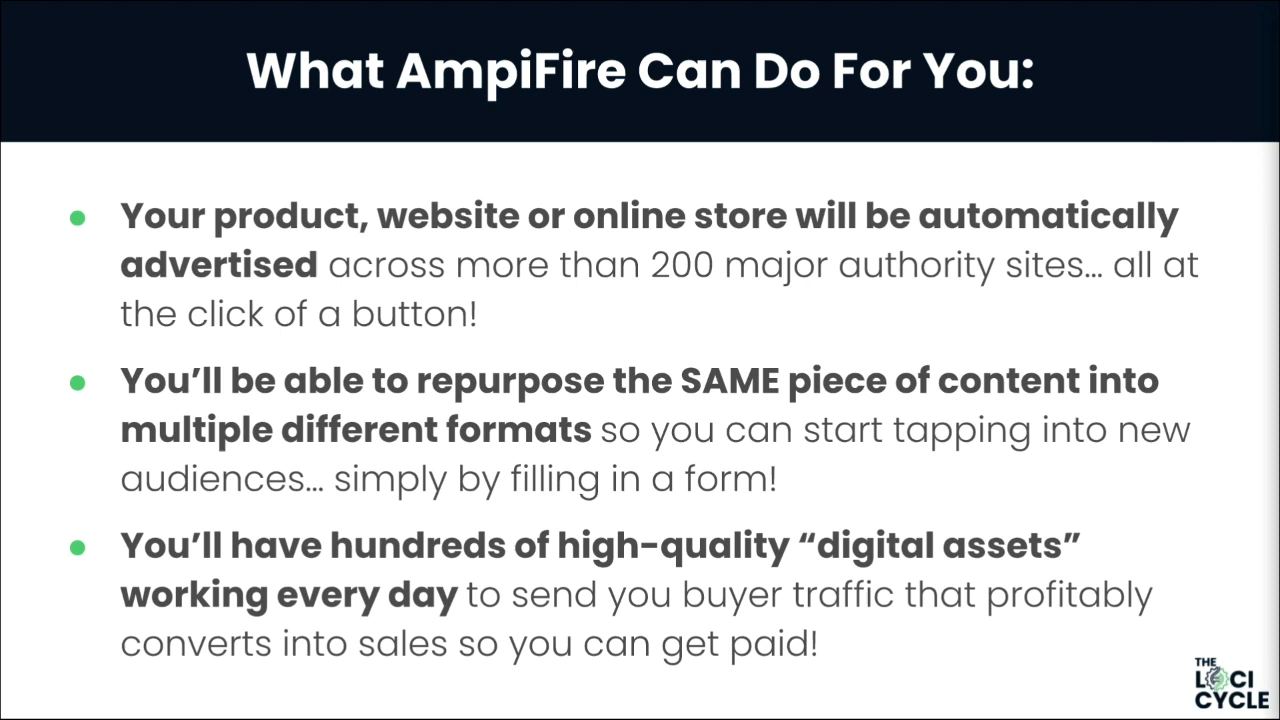 What AmpiFire Can Do For You:
Your product, website or online store will be automatically
advertised across more than 200 major authority sites... all at
the click of a button!
You’ll be able to repurpose the SAME piece of content into
multiple different formats so you can start tapping into new
audiences... simply by filling in a form!
You’ll have hundreds of high-quality “digital assets”
working every day to send you buyer traffic that profitably
converts into sales so you can get paid!
THE
LOCI
CYCLE